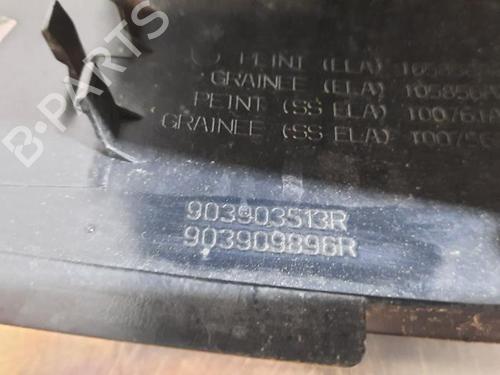 B-PARTS
PEINT (ELA)
GRAINEE (ELA)
PEINT (SS ELA)
GRAINEE (SS ELA)
903903513R
903909896R